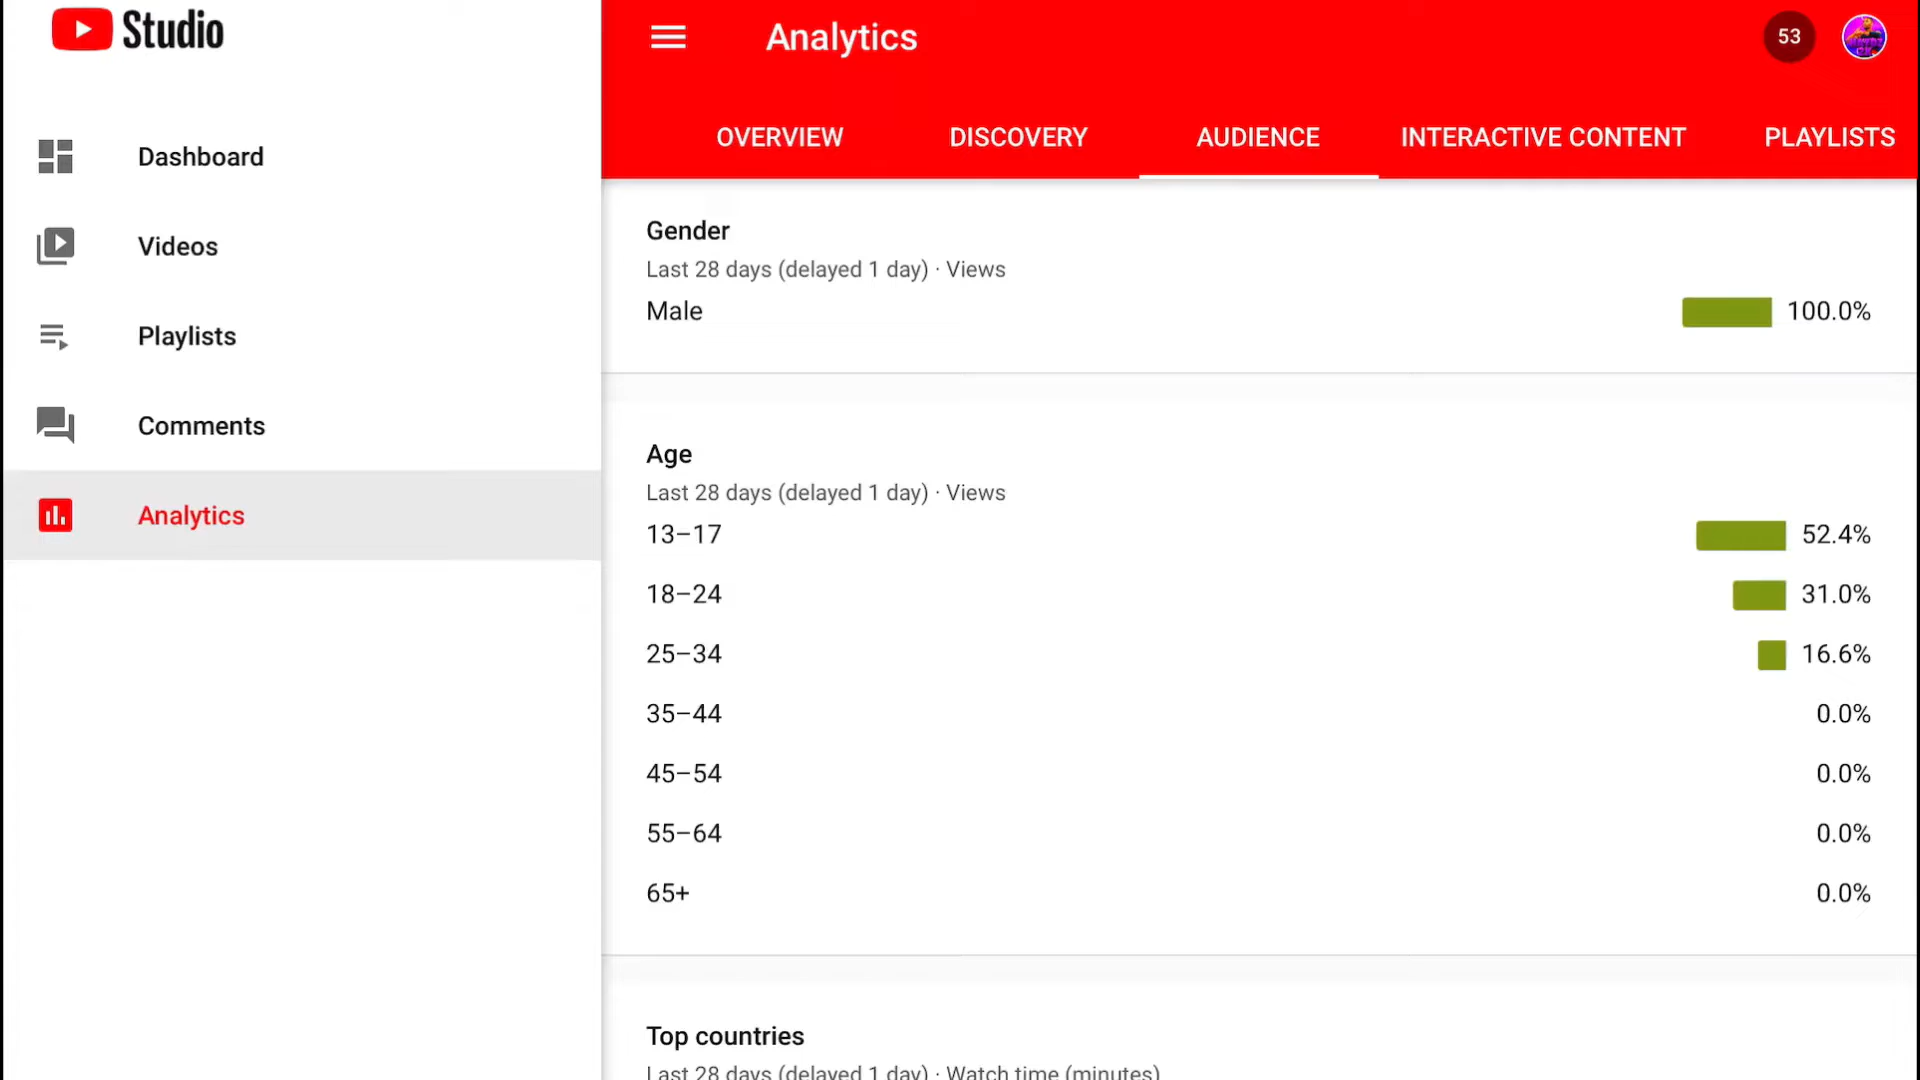 Studio
Dashboard
Videos
Playlists
Comments
Analytics
Analytics
53
OVERVIEW
DISCOVERY
AUDIENCE
INTERACTIVE CONTENT
PLAYLISTS
Gender
Last 28 days (delayed 1 day) · Views
Male 100.0%
Age
Last 28 days (delayed 1 day) · Views
13–17 52.4%
18–24 31.0%
25–34 16.6%
35–44 0.0%
45–54 0.0%
55–64 0.0%
65+ 0.0%
Top countries
Last 28 days (delayed 1 day) · Watch time (minutes)